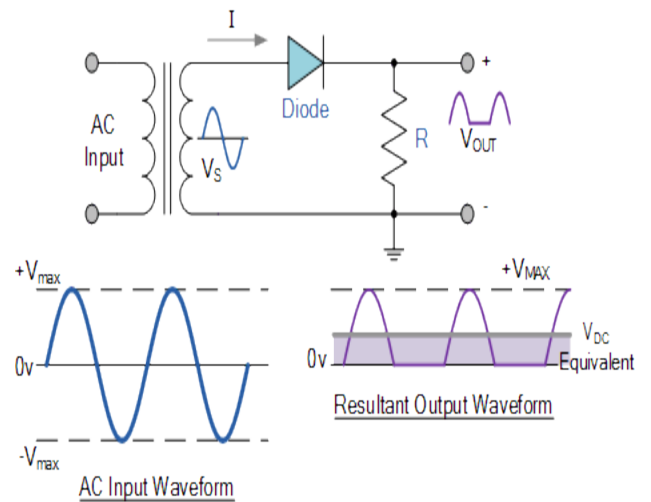 I
Diode
+
AC
Input
V_S
R
V_OUT
-
+V_max
0v
-V_max
AC Input Waveform
+V_MAX
V_DC
0v
Equivalent
Resultant Output Waveform